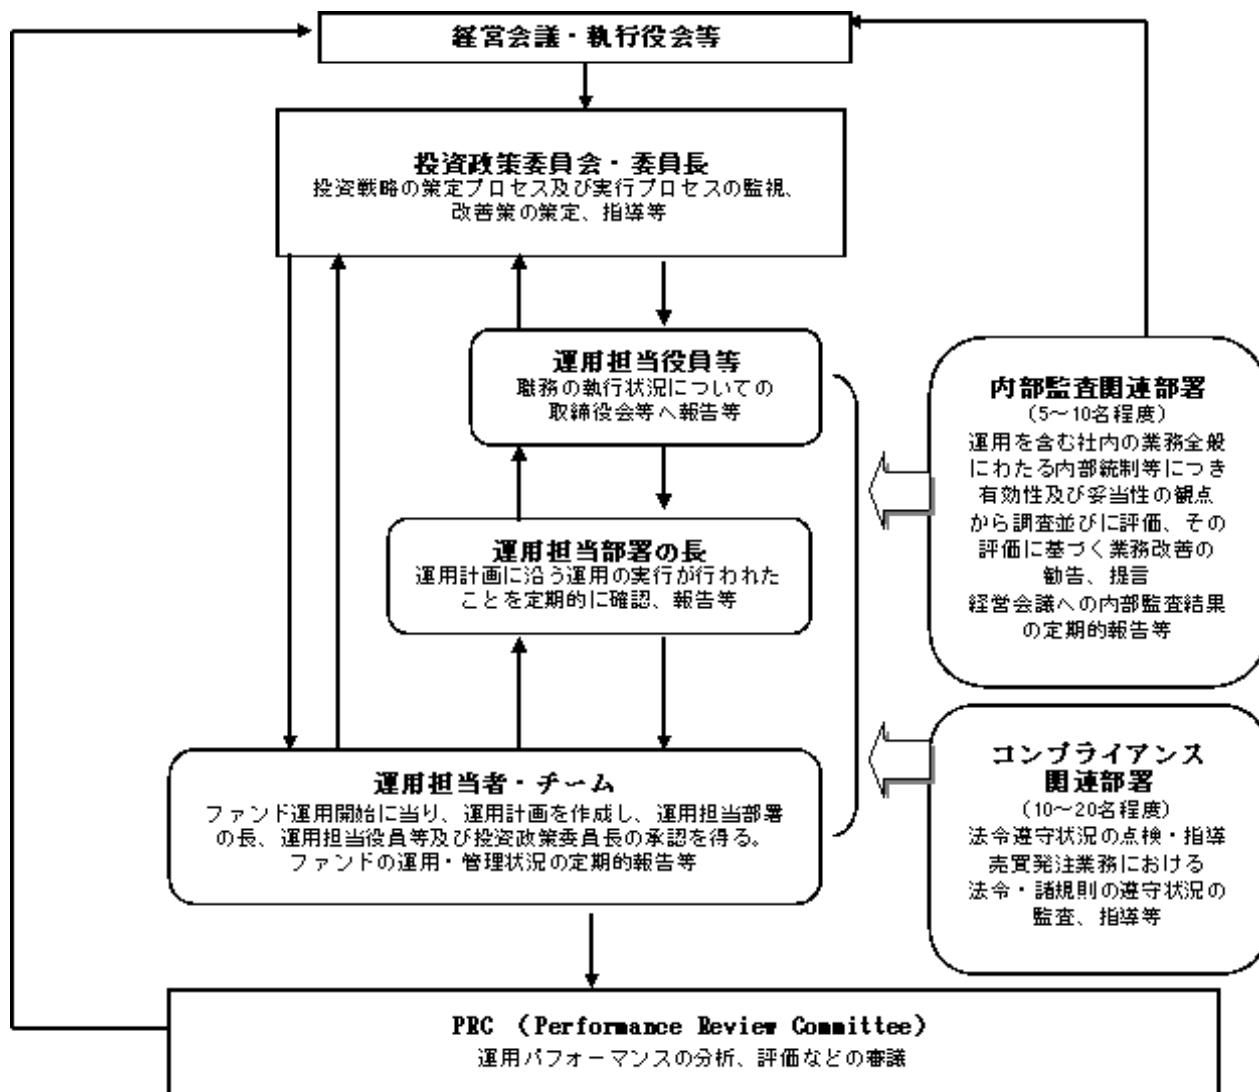 経営会議・執行役会等
投資政策委員会・委員長
投資戦略の策定プロセス及び実行プロセスの監視、
改善策の策定、指導等
運用担当役員等
職務の執行状況についての
取締役会等へ報告等
運用担当部署の長
運用計画に沿う運用の実行が行われた
ことを定期的に確認、報告等
運用担当者・チーム
ファンド運用開始に当り、運用計画を作成し、運用担当部署
の長、運用担当役員等及び投資政策委員長の承認を得る。
ファンドの運用・管理状況の定期的報告等
内部監査関連部署
（5～10名程度）
運用を含む社内の業務全般
にわたる内部統制等につき
有効性及び妥当性の観点
から調査並びに評価、その
評価に基づく業務改善の
勧告、提言
経営会議への内部監査結果
の定期的報告等
コンプライアンス
関連部署
（10～20名程度）
法令遵守状況の点検・指導
売買発注業務における
法令・諸規則の遵守状況の
監査、指導等
PRC （Performance Review Committee）
運用パフォーマンスの分析、評価などの審議